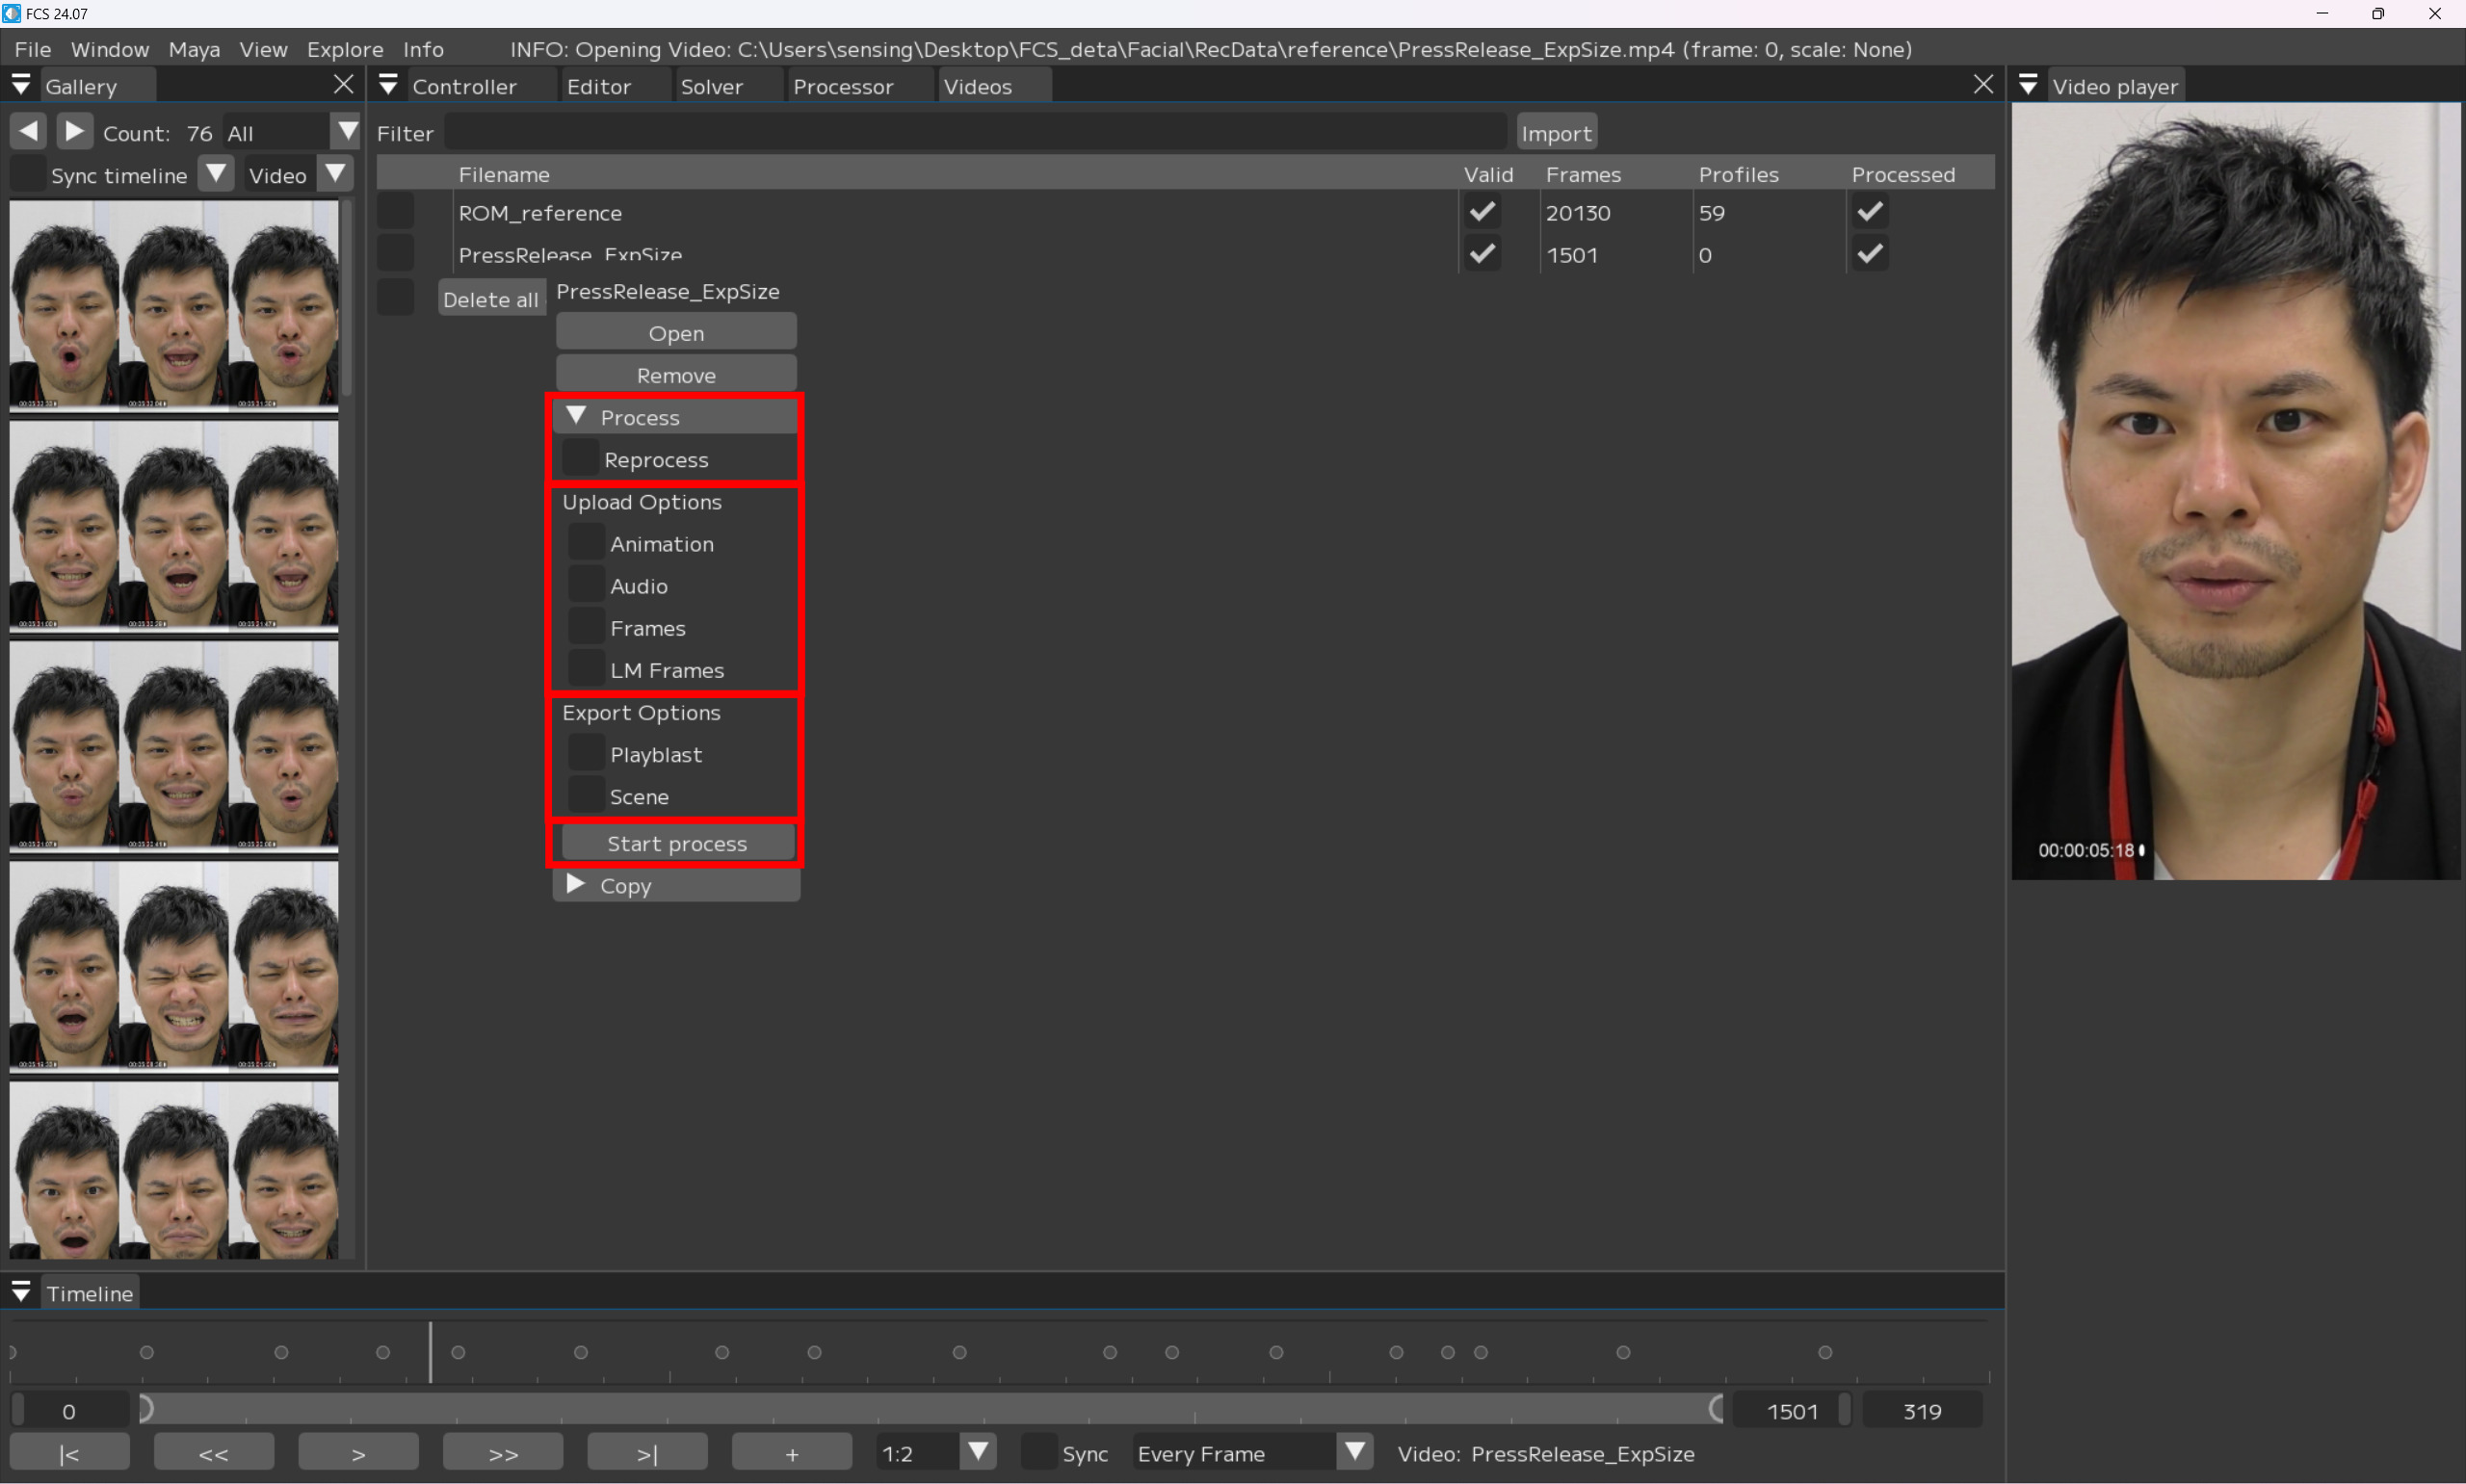 FCS 24.07
File Window Maya View Explore Info INFO: Opening Video: C:\Users\sensing\Desktop\FCS_deta\Facial\RecData\reference\PressRelease_ExpSize.mp4 (frame: 0, scale: None)
Gallery
Controller Editor Solver Processor Videos
Video player
Count: 76 All
Sync timeline Video
Filter Import
Filename Valid Frames Profiles Processed
ROM_reference 20130 59
PressRelease_ExpSize 1501 0
Delete all
PressRelease_ExpSize
Open
Remove
Process
Reprocess
Upload Options
Animation
Audio
Frames
LM Frames
Export Options
Playblast
Scene
Start process
Copy
00:00:05:18
Timeline
0 1501 319
|< << > >> >| + 1:2 Sync Every Frame Video: PressRelease_ExpSize